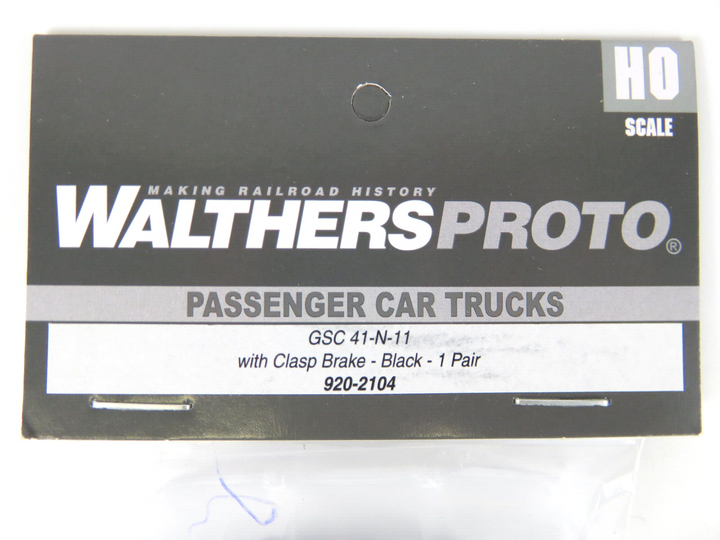 HO
SCALE
MAKING RAILROAD HISTORY
WALTHERSPROTO®
PASSENGER CAR TRUCKS
GSC 41-N-11
with Clasp Brake - Black - 1 Pair
920-2104